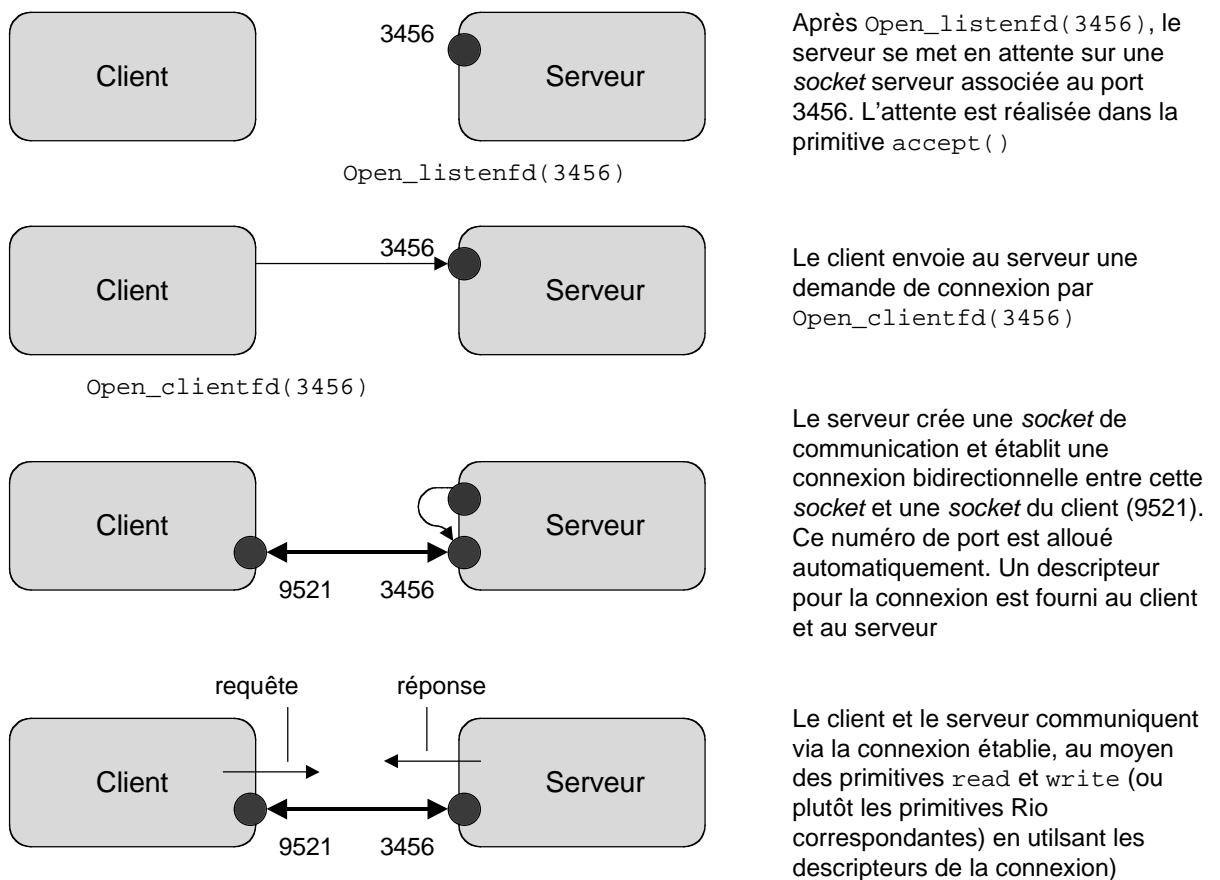 3456
Client
Serveur
Open_listenfd(3456)
Après Open_listenfd(3456), le
serveur se met en attente sur une
socket serveur associée au port
3456. L'attente est réalisée dans la
primitive accept()
3456
Client
Serveur
Open_clientfd(3456)
Le client envoie au serveur une
demande de connexion par
Open_clientfd(3456)
Client
Serveur
9521
3456
Le serveur crée une socket de
communication et établit une
connexion bidirectionnelle entre cette
socket et une socket du client (9521).
Ce numéro de port est alloué
automatiquement. Un descripteur
pour la connexion est fourni au client
et au serveur
requête
réponse
Client
Serveur
9521
3456
Le client et le serveur communiquent
via la connexion établie, au moyen
des primitives read et write (ou
plutôt les primitives Rio
correspondantes) en utilsant les
descripteurs de la connexion)